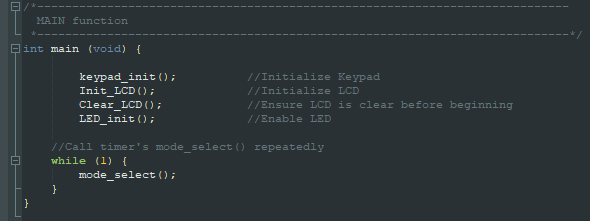 /*----------------------------------------------------------------------------
  MAIN function
 *----------------------------------------------------------------------------*/
int main (void) {
        keypad_init();          //Initialize Keypad
        Init_LCD();             //Initialize LCD
        Clear_LCD();            //Ensure LCD is clear before beginning
        LED_init();             //Enable LED
    //Call timer's mode_select() repeatedly
    while (1) {
        mode_select();
    }
}